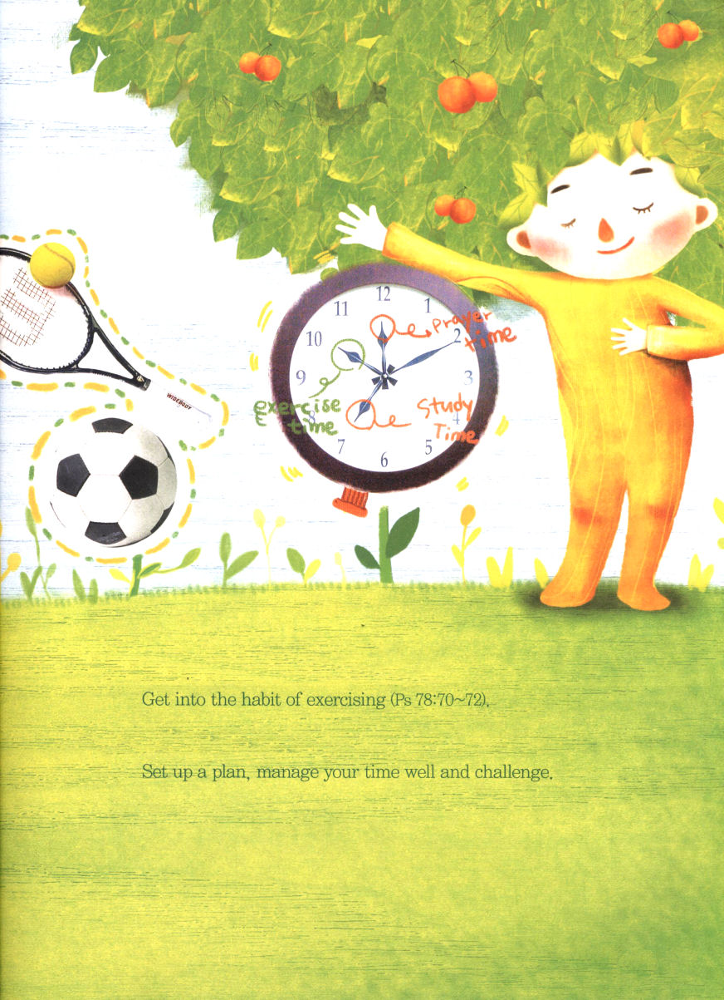 12
11
1
Prayer
10
2
time
9
3
exercise
Study
8
4
time
Time
7
5
6
WIDEBODY
Get into the habit of exercising (Ps 78:70~72).
Set up a plan, manage your time well and challenge.